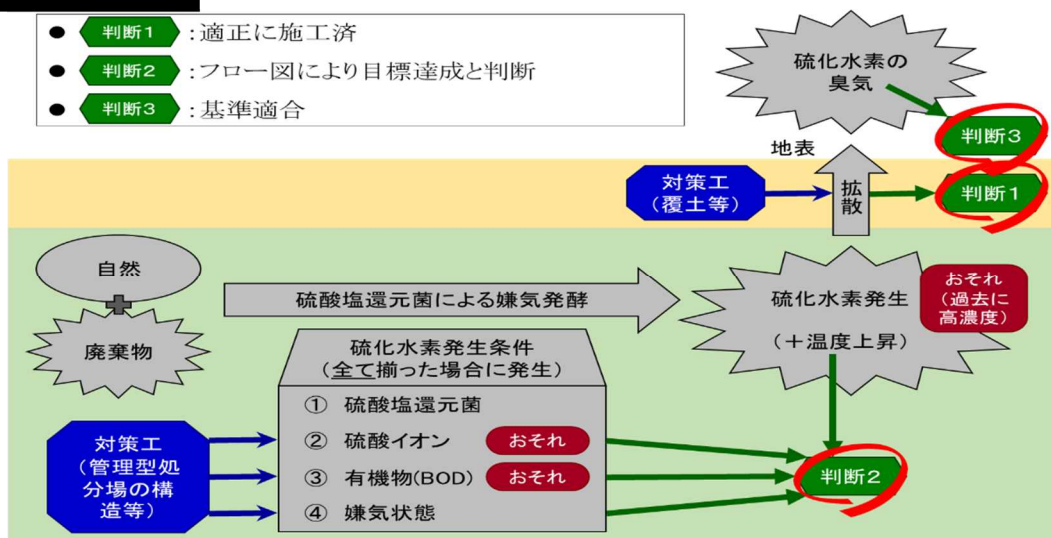 ● 判断1 :適正に施工済
● 判断2 :フロー図により目標達成と判断
● 判断3 :基準適合
硫化水素の
臭気
判断3
地表
対策工
(覆土等)
拡散
判断1
自然
廃棄物
硫酸塩還元菌による嫌気発酵
硫化水素発生
(+温度上昇)
おそれ
(過去に
高濃度)
硫化水素発生条件
(全て揃った場合に発生)
① 硫酸塩還元菌
② 硫酸イオン おそれ
③ 有機物(BOD) おそれ
④ 嫌気状態
対策工
(管理型処
分場の構
造等)
判断2